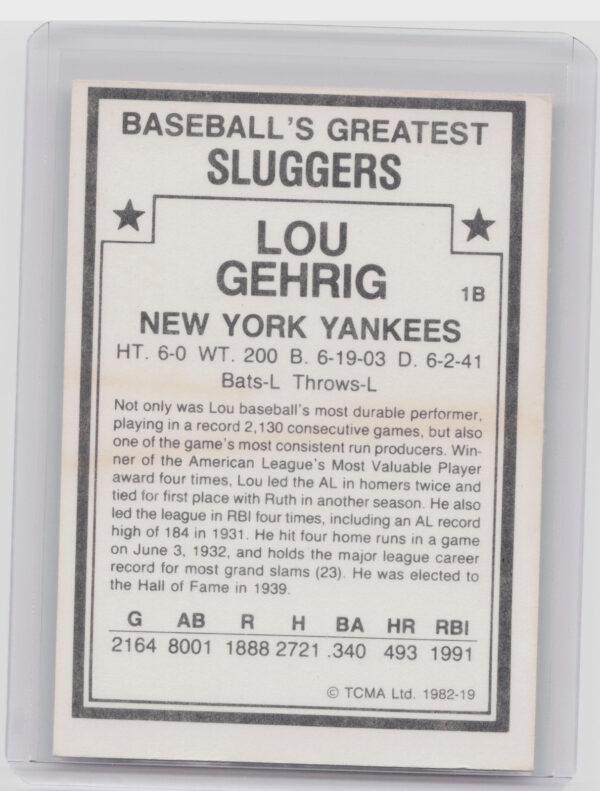 BASEBALL'S GREATEST
SLUGGERS
LOU
GEHRIG 1B
NEW YORK YANKEES
HT. 6-0 WT. 200 B. 6-19-03 D. 6-2-41
Bats-L Throws-L
Not only was Lou baseball's most durable performer,
playing in a record 2,130 consecutive games, but also
one of the game's most consistent run producers. Win-
ner of the American League's Most Valuable Player
award four times, Lou led the AL in homers twice and
tied for first place with Ruth in another season. He also
led the league in RBI four times, including an AL record
high of 184 in 1931. He hit four home runs in a game
on June 3, 1932, and holds the major league career
record for most grand slams (23). He was elected to
the Hall of Fame in 1939.
G AB R H BA HR RBI
2164 8001 1888 2721 .340 493 1991
© TCMA Ltd. 1982-19